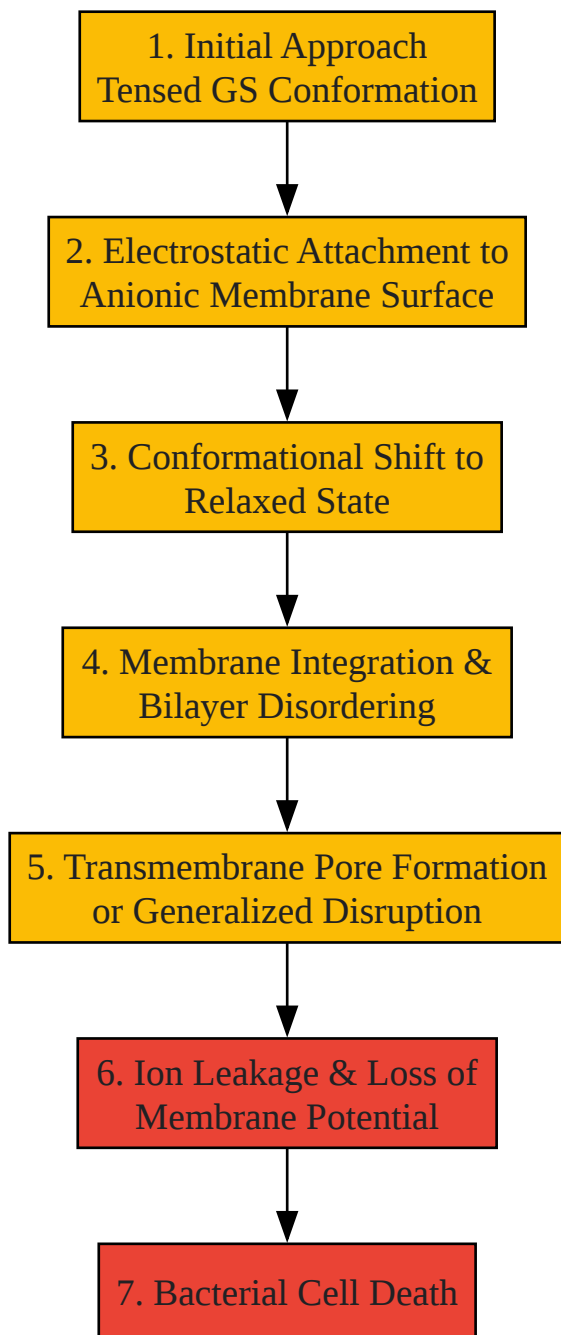 1. Initial Approach
Tensed GS Conformation
2. Electrostatic Attachment to
Anionic Membrane Surface
3. Conformational Shift to
Relaxed State
4. Membrane Integration &
Bilayer Disordering
5. Transmembrane Pore Formation
or Generalized Disruption
6. Ion Leakage & Loss of
Membrane Potential
7. Bacterial Cell Death